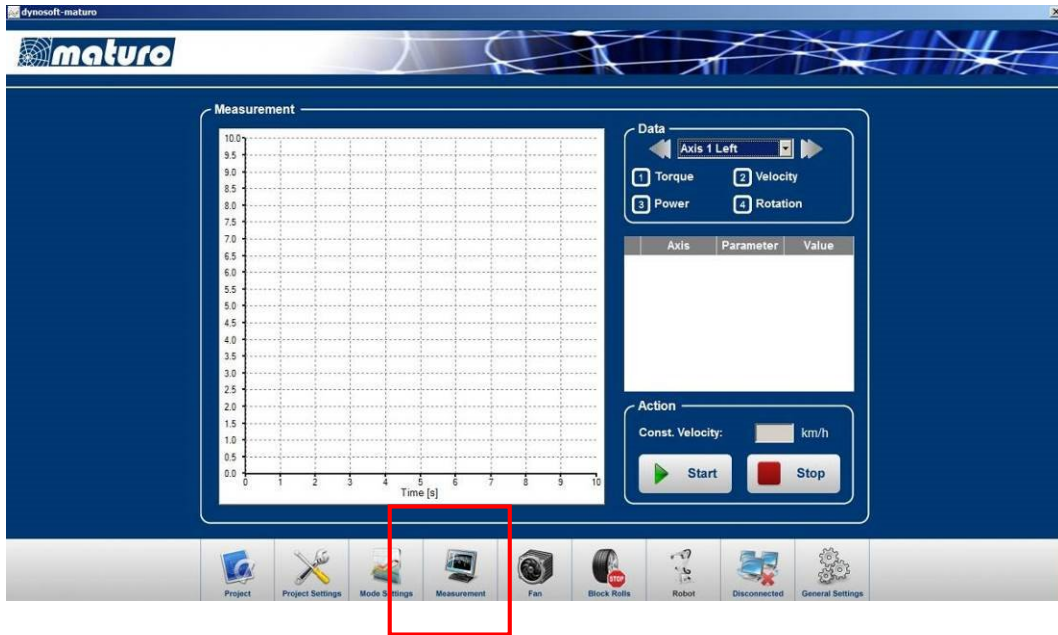 dynosoft-maturo
maturo
Measurement
10.0
9.5
9.0
8.5
8.0
7.5
7.0
6.5
6.0
5.5
5.0
4.5
4.0
3.5
3.0
2.5
2.0
1.5
1.0
0.5
0.0
0 1 2 3 4 5 6 7 8 9 10
Time [s]
Data
Axis 1 Left
1 Torque 2 Velocity
3 Power 4 Rotation
Axis Parameter Value
Action
Const. Velocity: km/h
Start Stop
Project Project Settings Mode Settings Measurement Fan Block Rolls Robot Disconnected General Settings
STOP